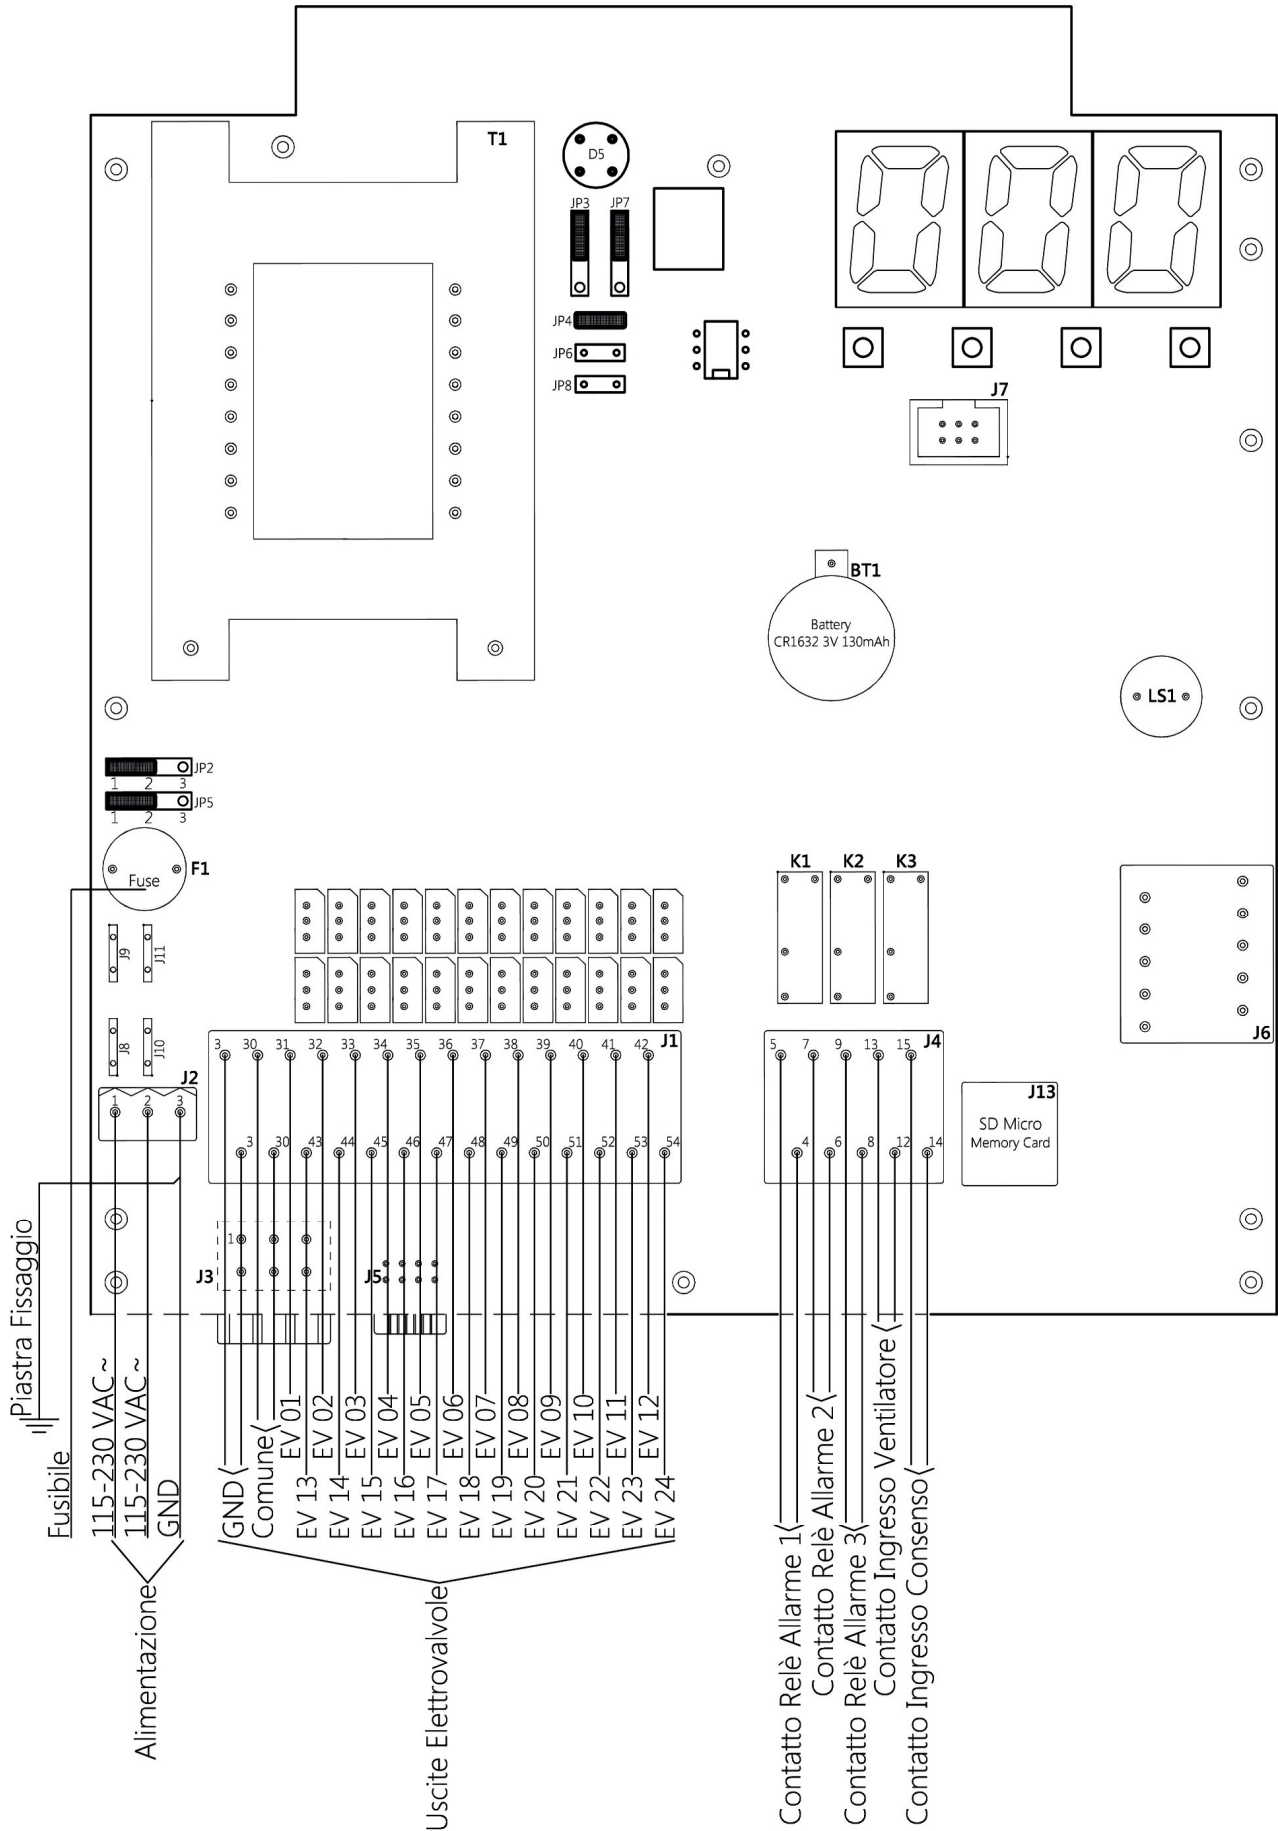 T1
D5
JP3 JP7
JP4
JP6
JP8
J7
BT1
Battery
CR1632 3V 130mAh
LS1
JP2
1 2 3
JP5
1 2 3
F1
Fuse
K1 K2 K3
J9 J11
J8 J10
J6
J2
1 2 3
J1
3 30 31 32 33 34 35 36 37 38 39 40 41 42
3 30 43 44 45 46 47 48 49 50 51 52 53 54
J4
5 7 9 13 15
4 6 8 12 14
J13
SD Micro
Memory Card
J3
1
J5
Piastra Fissaggio
Fusibile
115-230 VAC~
115-230 VAC~
GND
Alimentazione
GND
Comune
EV 01
EV 02
EV 03
EV 04
EV 05
EV 06
EV 07
EV 08
EV 09
EV 10
EV 11
EV 12
EV 13
EV 14
EV 15
EV 16
EV 17
EV 18
EV 19
EV 20
EV 21
EV 22
EV 23
EV 24
Uscite Elettrovalvole
Contatto Relè Allarme 1
Contatto Relè Allarme 2
Contatto Relè Allarme 3
Contatto Ingresso Ventilatore
Contatto Ingresso Consenso